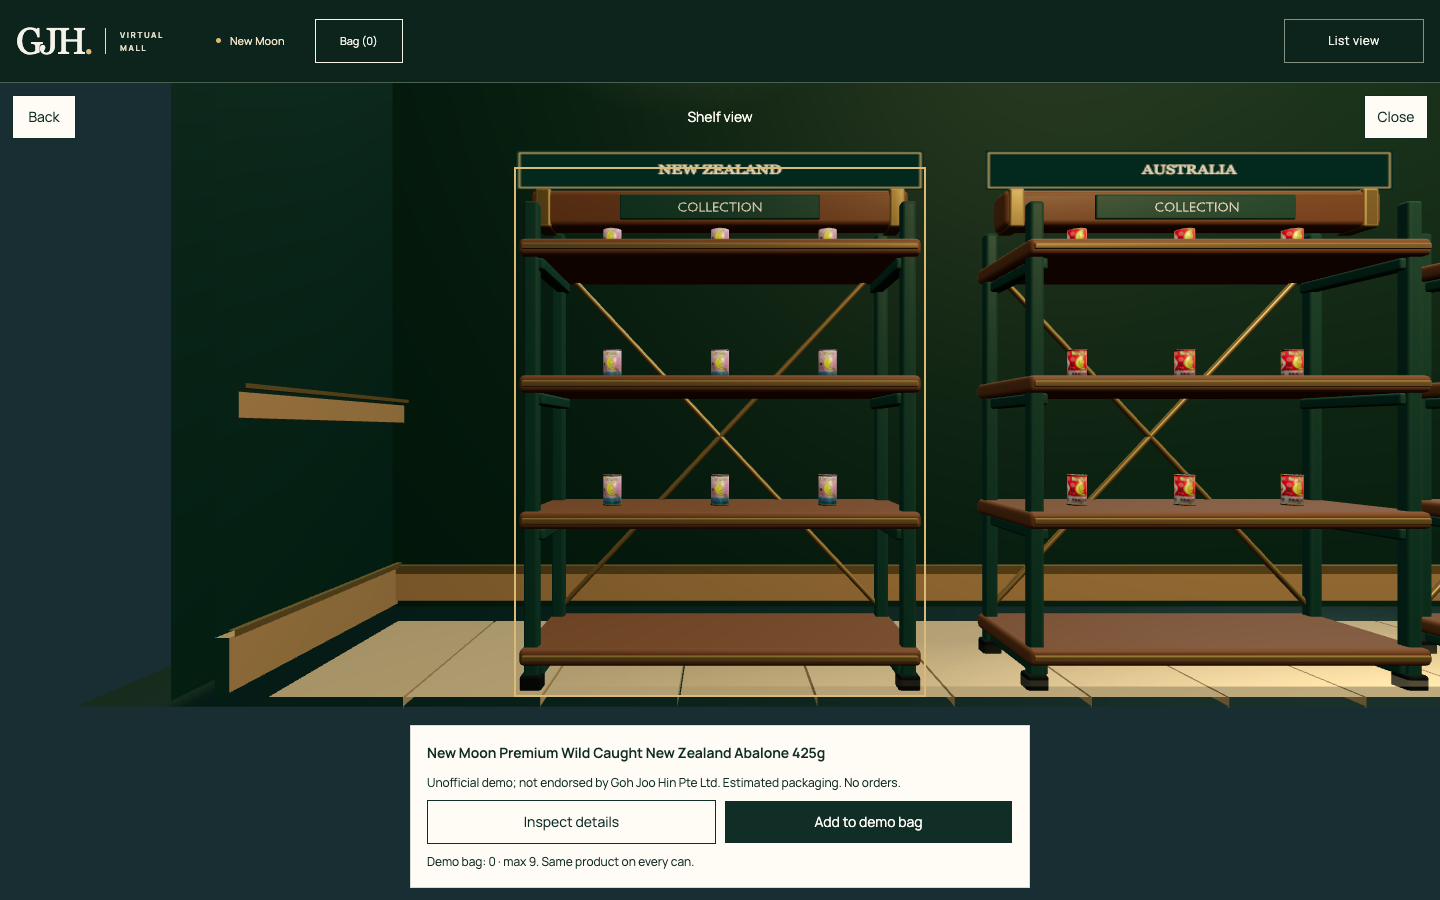 GJH.
VIRTUAL
MALL
New Moon
Bag (0)
List view
Back
Shelf view
Close
NEW ZEALAND
AUSTRALIA
COLLECTION
COLLECTION
New Moon Premium Wild Caught New Zealand Abalone 425g
Unofficial demo; not endorsed by Goh Joo Hin Pte Ltd. Estimated packaging. No orders.
Inspect details
Add to demo bag
Demo bag: 0 · max 9. Same product on every can.